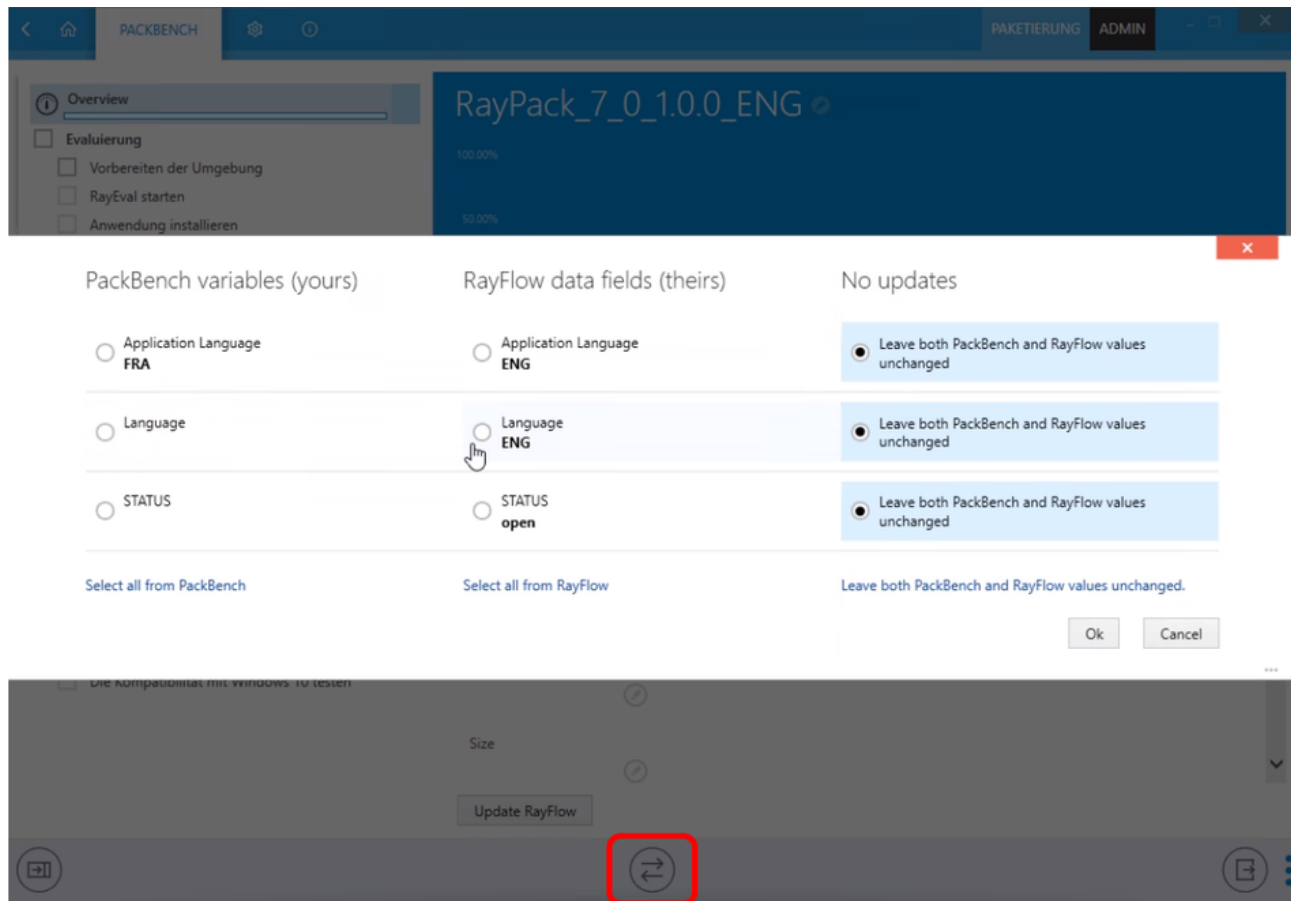 PACKBENCH
PAKETIERUNG ADMIN
Overview
Evaluierung
Vorbereiten der Umgebung
RayEval starten
Anwendung installieren
RayPack_7_0_1.0.0_ENG
100.00%
50.00%
PackBench variables (yours)
RayFlow data fields (theirs)
No updates
Application Language
FRA
Application Language
ENG
Leave both PackBench and RayFlow values
unchanged
Language
Language
ENG
Leave both PackBench and RayFlow values
unchanged
STATUS
STATUS
open
Leave both PackBench and RayFlow values
unchanged
Select all from PackBench
Select all from RayFlow
Leave both PackBench and RayFlow values unchanged.
Ok
Cancel
Die Kompatibilität mit Windows 10 testen
Size
Update RayFlow